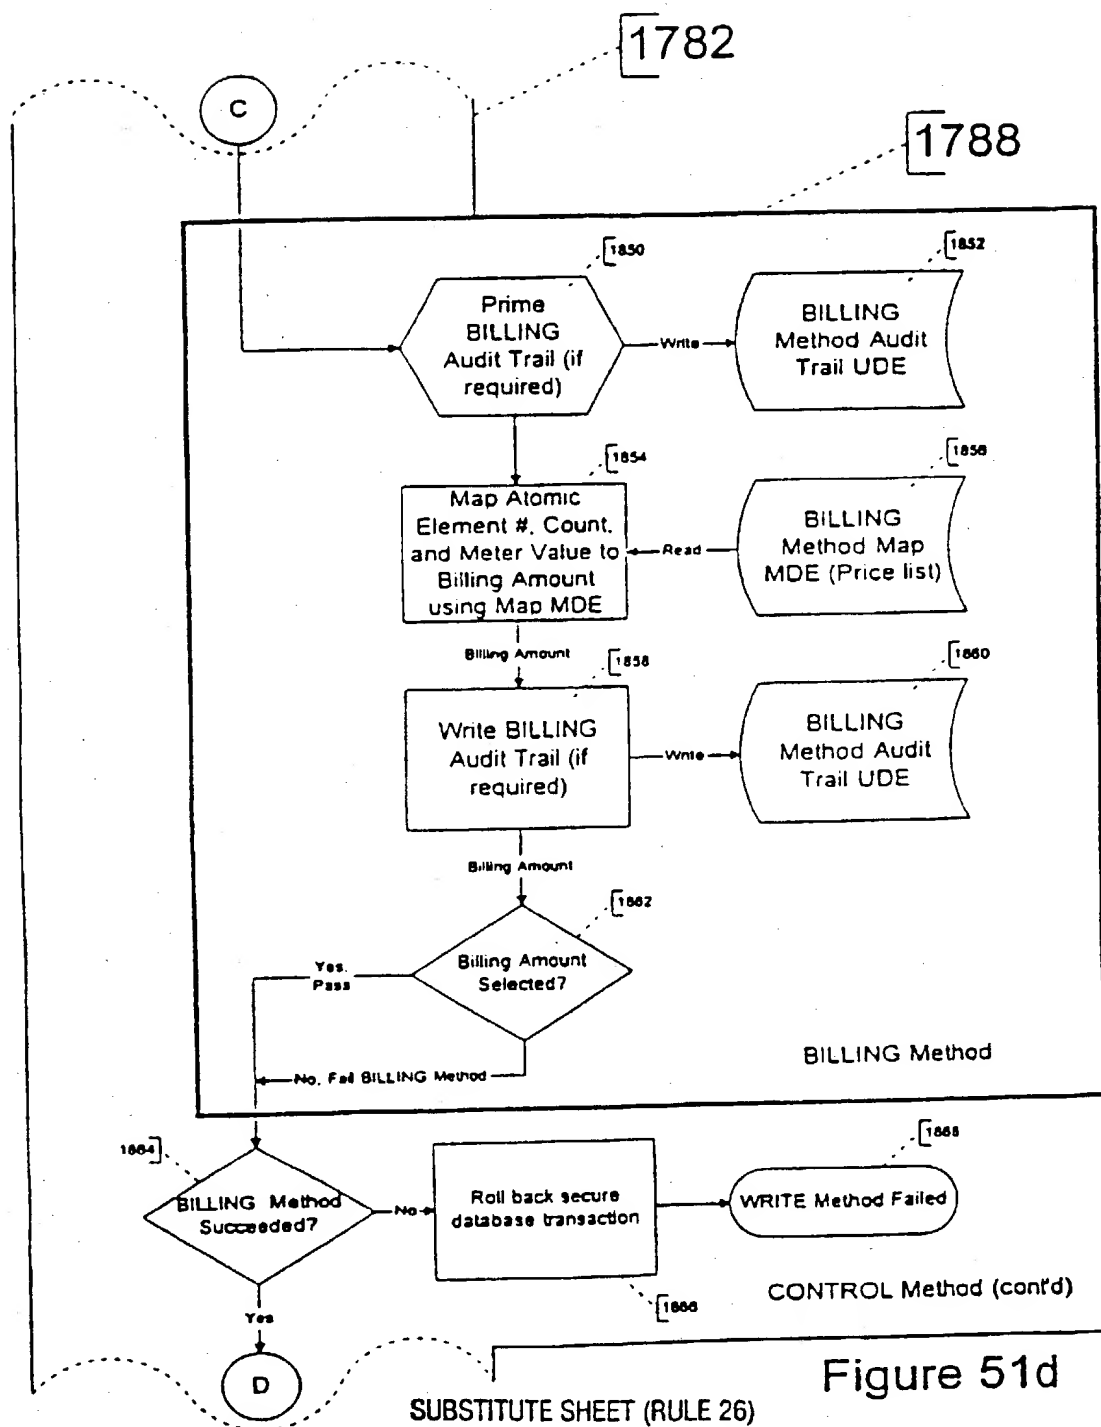 1782
C
1788
1850
1852
Prime
BILLING
Audit Trail (if
required)
Write
BILLING
Method Audit
Trail UDE
1854
1856
Map Atomic
Element #, Count,
and Meter Value to
Billing Amount
using Map MDE
Read
BILLING
Method Map
MDE (Price list)
Billing Amount
1858
1860
Write BILLING
Audit Trail (if
required)
Write
BILLING
Method Audit
Trail UDE
Billing Amount
1862
Billing Amount
Selected?
Yes,
Pass
No, Fail BILLING Method
BILLING Method
1864
BILLING Method
Succeeded?
No
Roll back secure
database transaction
1868
WRITE Method Failed
1866
CONTROL Method (cont'd)
Yes
D
Figure 51d
SUBSTITUTE SHEET (RULE 26)